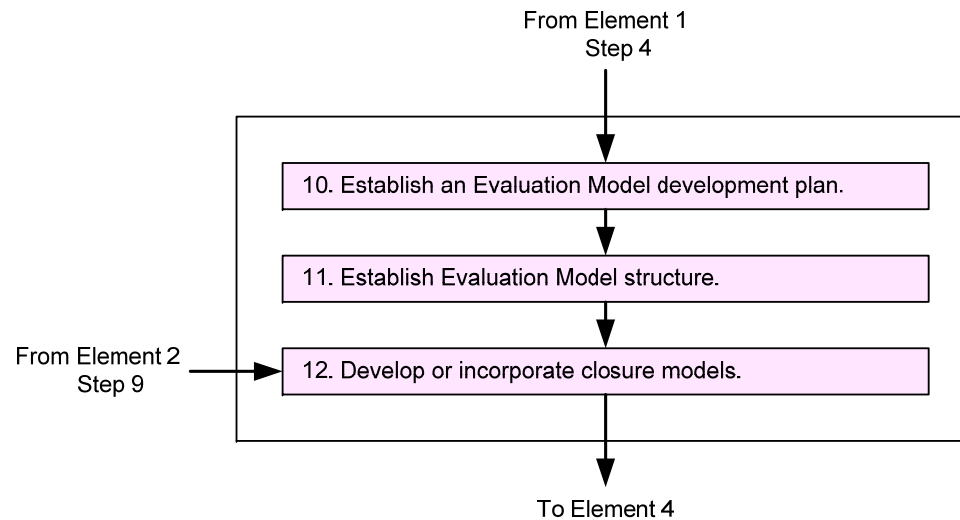 From Element 1
Step 4
10. Establish an Evaluation Model development plan.
11. Establish Evaluation Model structure.
From Element 2
Step 9
12. Develop or incorporate closure models.
To Element 4